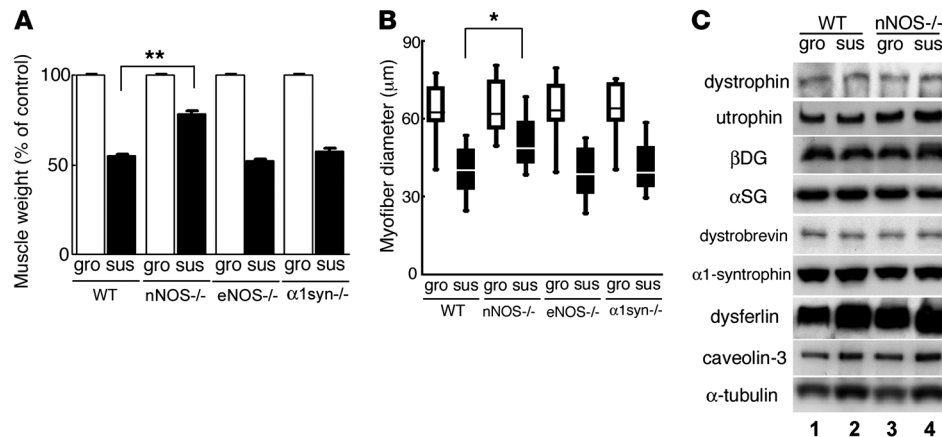 A
Muscle weight (% of control)
100
50
0
**
gro sus gro sus gro sus gro sus
WT nNOS-/- eNOS-/- α1syn-/-
B
Myofiber diameter (μm)
90
60
30
0
*
gro sus gro sus gro sus gro sus
WT nNOS-/- eNOS-/- α1syn-/-
C
WT nNOS-/-
gro sus gro sus
dystrophin
utrophin
βDG
αSG
dystrobrevin
α1-syntrophin
dysferlin
caveolin-3
α-tubulin
1 2 3 4